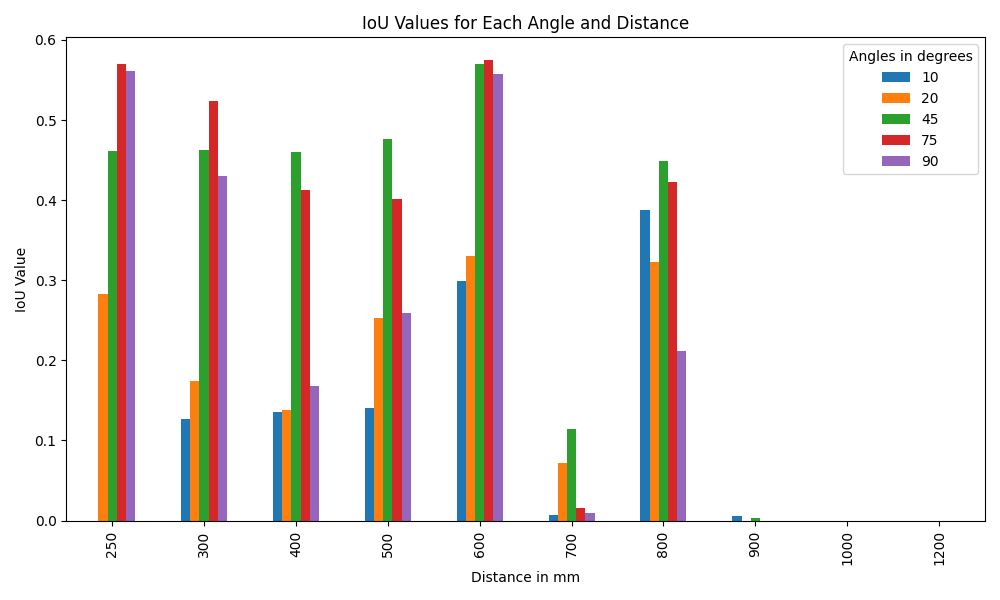 IoU Values for Each Angle and Distance
Angles in degrees
10
20
45
75
90
IoU Value
0.6
0.5
0.4
0.3
0.2
0.1
0.0
250 300 400 500 600 700 800 900 1000 1200
Distance in mm